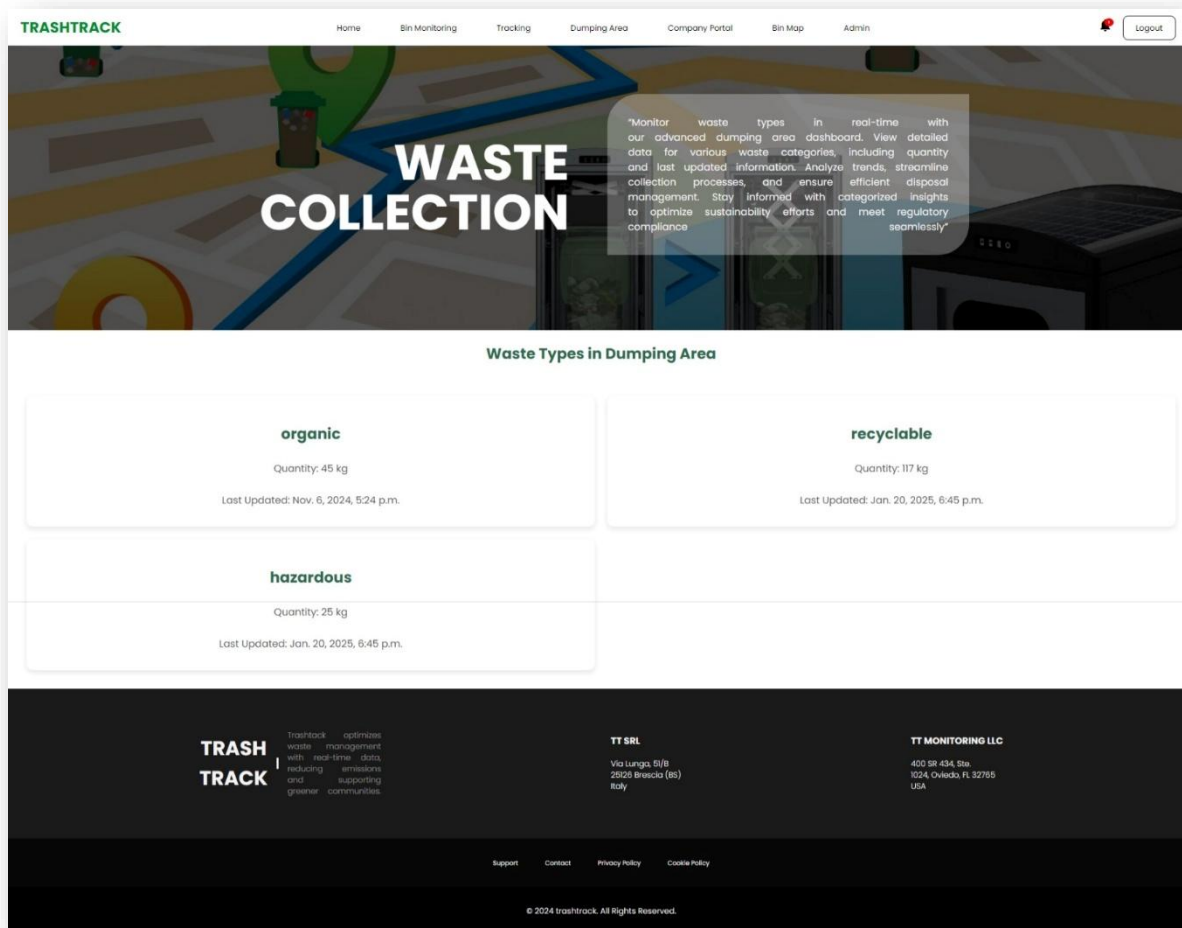 TRASHTRACK
Home
Bin Monitoring
Tracking
Dumping Area
Company Portal
Bin Map
Admin
Logout
WASTE
COLLECTION
"Monitor waste types in real-time with
our advanced dumping area dashboard. View detailed
data for various waste categories, including quantity
and last updated information. Analyze trends, streamline
collection processes, and ensure efficient disposal
management. Stay informed with categorized insights
to optimize sustainability efforts and meet regulatory
compliance seamlessly"
Waste Types in Dumping Area
organic
Quantity: 45 kg
Last Updated: Nov. 6, 2024, 5:24 p.m.
recyclable
Quantity: 117 kg
Last Updated: Jan. 20, 2025, 6:45 p.m.
hazardous
Quantity: 25 kg
Last Updated: Jan. 20, 2025, 6:45 p.m.
TRASH
TRACK
Trashtack optimizes
waste management
with real-time data,
reducing emissions
and supporting
greener communities.
TT SRL
Via Lunga, 51/B
25126 Brescia (BS)
Italy
TT MONITORING LLC
400 SR 434, Ste.
1024, Oviedo, FL 32765
USA
Support
Contact
Privacy Policy
Cookie Policy
© 2024 trashtrack. All Rights Reserved.